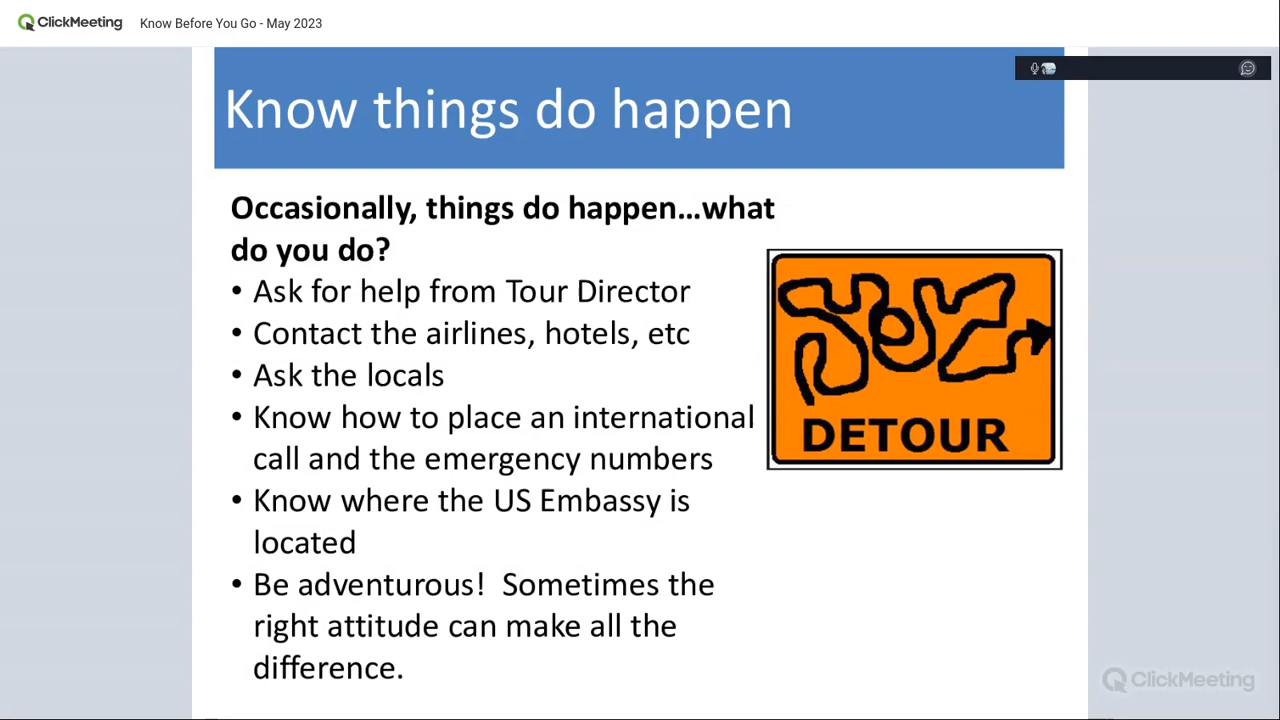 ClickMeeting
Know Before You Go - May 2023
Know things do happen
Occasionally, things do happen…what
do you do?
• Ask for help from Tour Director
• Contact the airlines, hotels, etc
• Ask the locals
• Know how to place an international
call and the emergency numbers
• Know where the US Embassy is
located
• Be adventurous!  Sometimes the
right attitude can make all the
difference.
DETOUR
ClickMeeting